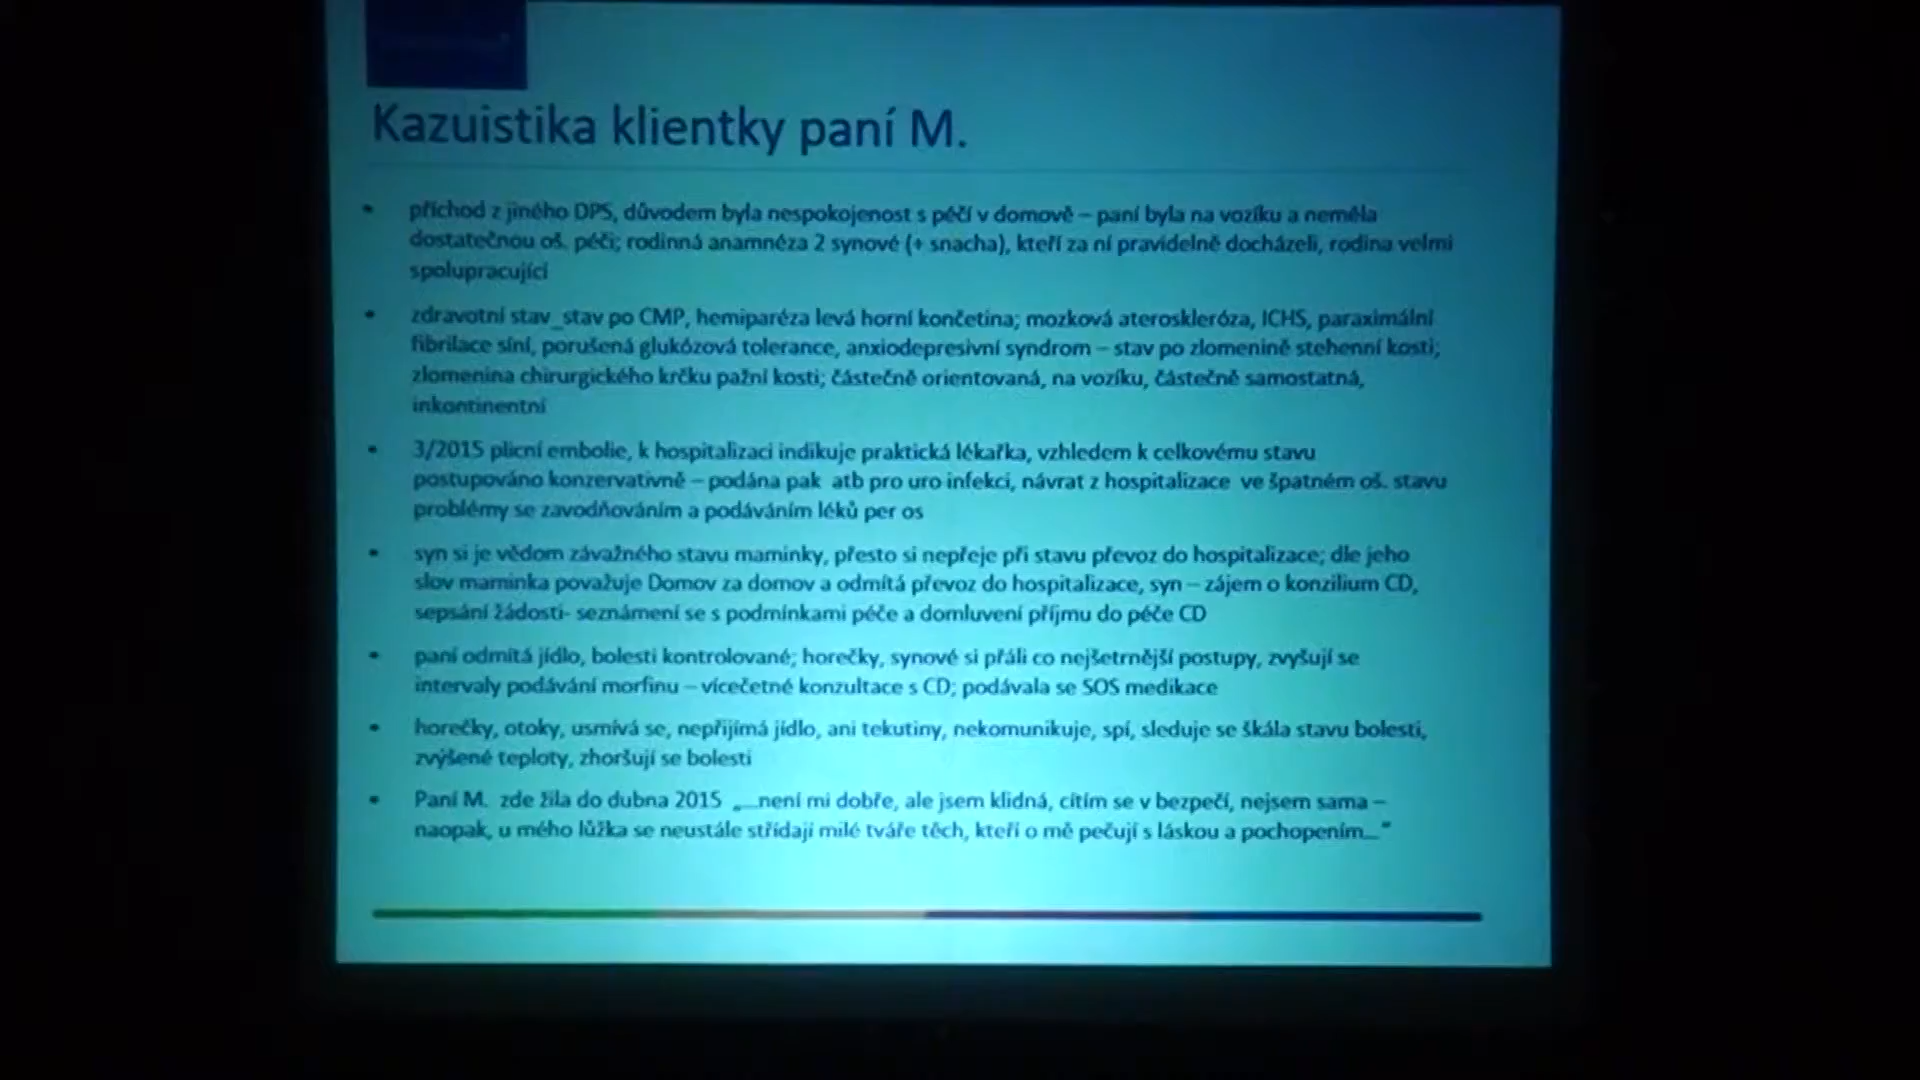 Kazuistika klientky paní M.
• příchod z jiného DPS, důvodem byla nespokojenost s péčí v domově – paní byla na vozíku a neměla
dostatečnou oš. péči; rodinná anamnéza 2 synové (+ snacha), kteří za ní pravidelně docházeli, rodina velmi
spolupracující
• zdravotní stav_stav po CMP, hemiparéza levá horní končetina; mozková ateroskleróza, ICHS, paraximální
fibrilace síní, porušená glukózová tolerance, anxiodepresivní syndrom – stav po zlomenině stehenní kosti;
zlomenina chirurgického krčku pažní kosti; částečně orientovaná, na vozíku, částečně samostatná,
inkontinentní
• 3/2015 plicní embolie, k hospitalizaci indikuje praktická lékařka, vzhledem k celkovému stavu
postupováno konzervativně – podána pak atb pro uro infekci, návrat z hospitalizace ve špatném oš. stavu
problémy se zavodňováním a podáváním léků per os
• syn si je vědom závažného stavu maminky, přesto si nepřeje při stavu převoz do hospitalizace; dle jeho
slov maminka považuje Domov za domov a odmítá převoz do hospitalizace, syn – zájem o konzilium CD,
sepsání žádosti- seznámení se s podmínkami péče a domluvení příjmu do péče CD
• paní odmítá jídlo, bolesti kontrolované; horečky, synové si přáli co nejšetrnější postupy, zvyšují se
intervaly podávání morfinu – vícečetné konzultace s CD; podávala se SOS medikace
• horečky, otoky, usmívá se, nepřijímá jídlo, ani tekutiny, nekomunikuje, spí, sleduje se škála stavu bolesti,
zvýšené teploty, zhoršují se bolesti
• Paní M. zde žila do dubna 2015 „...není mi dobře, ale jsem klidná, cítím se v bezpečí, nejsem sama –
naopak, u mého lůžka se neustále střídají milé tváře těch, kteří o mě pečují s láskou a pochopením..."